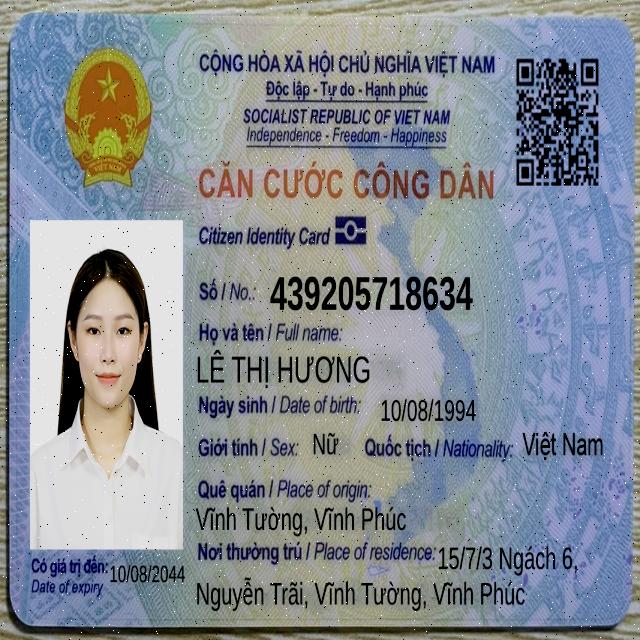 CỘNG HÒA XÃ HỘI CHỦ NGHĨA VIỆT NAM
Độc lập - Tự do - Hạnh phúc
SOCIALIST REPUBLIC OF VIET NAM
Independence - Freedom - Happiness
CĂN CƯỚC CÔNG DÂN
Citizen Identity Card
Số / No.: 439205718634
Họ và tên / Full name:
LÊ THỊ HƯƠNG
Ngày sinh / Date of birth: 10/08/1994
Giới tính / Sex: Nữ Quốc tịch / Nationality: Việt Nam
Quê quán / Place of origin:
Vĩnh Tường, Vĩnh Phúc
Nơi thường trú / Place of residence: 15/7/3 Ngách 6,
Nguyễn Trãi, Vĩnh Tường, Vĩnh Phúc
Có giá trị đến: 10/08/2044
Date of expiry
VIỆT NAM